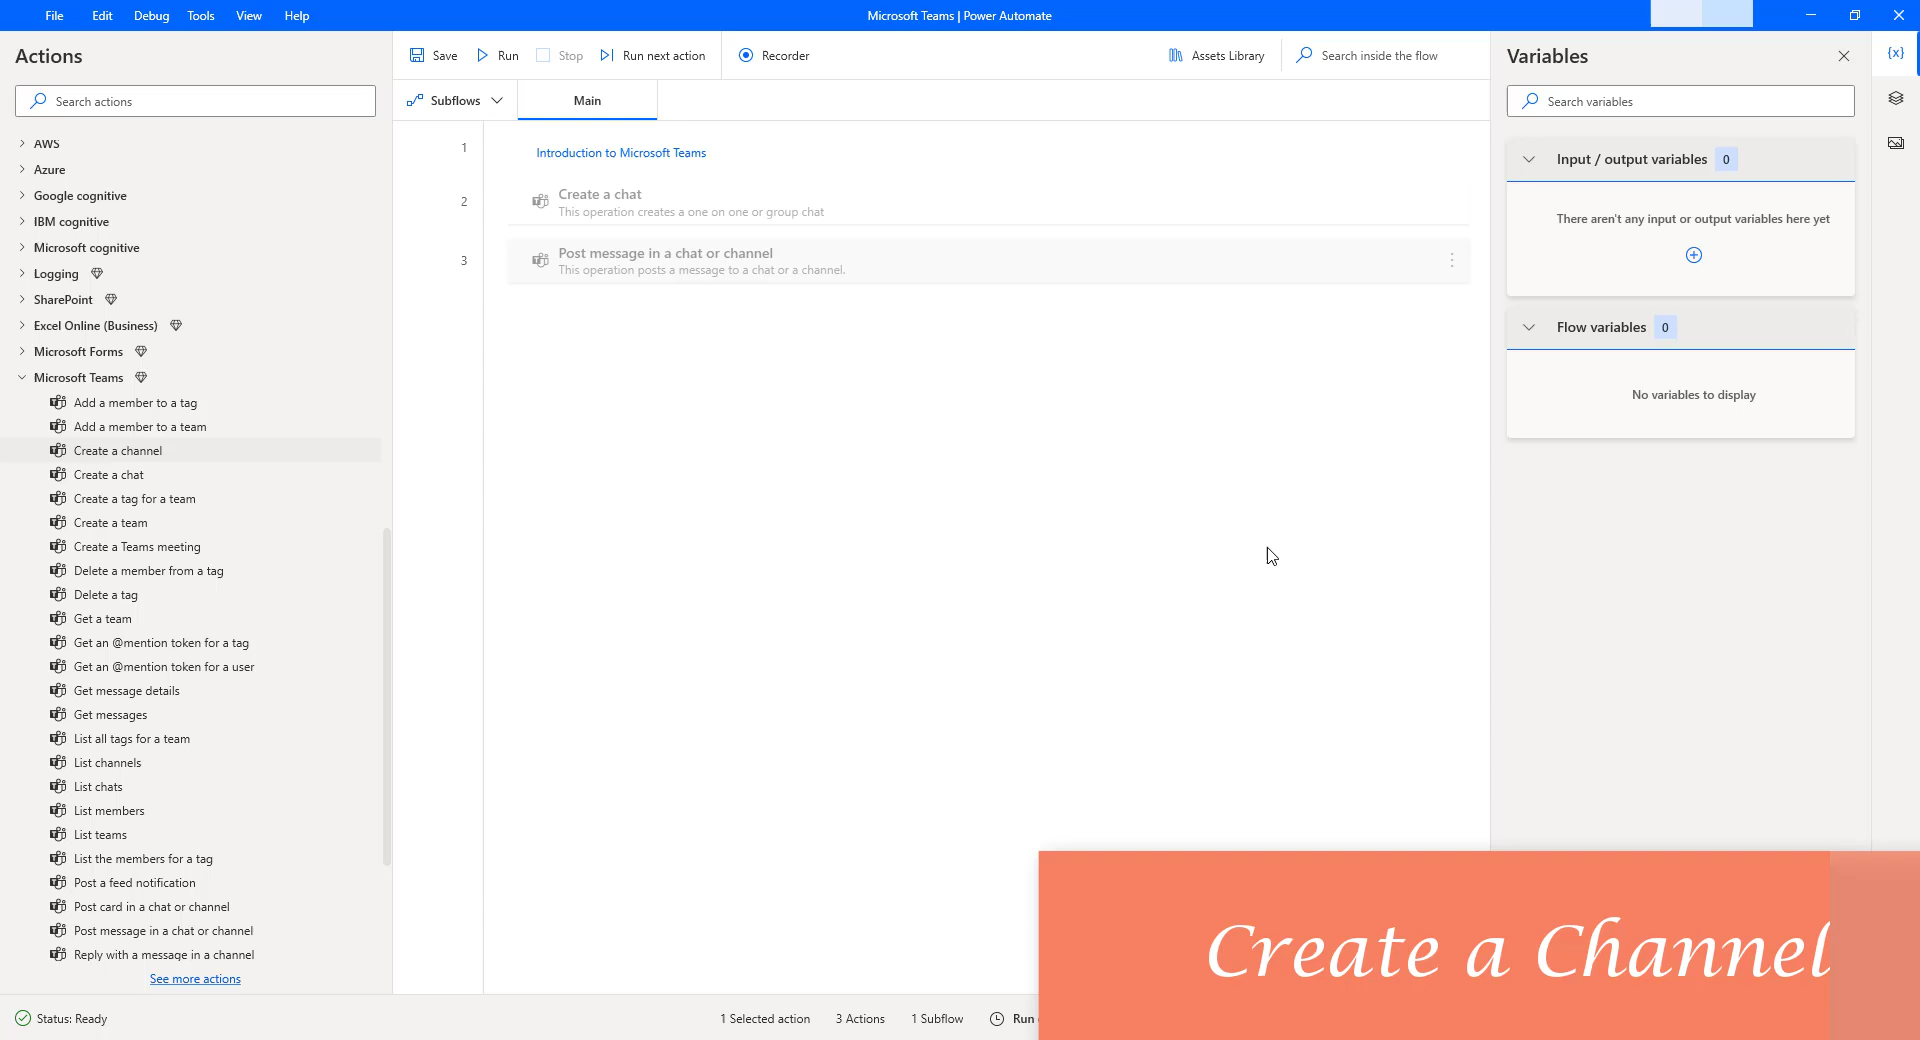 File Edit Debug Tools View Help
Microsoft Teams | Power Automate
Actions
Search actions
AWS
Azure
Google cognitive
IBM cognitive
Microsoft cognitive
Logging
SharePoint
Excel Online (Business)
Microsoft Forms
Microsoft Teams
Add a member to a tag
Add a member to a team
Create a channel
Create a chat
Create a tag for a team
Create a team
Create a Teams meeting
Delete a member from a tag
Delete a tag
Get a team
Get an @mention token for a tag
Get an @mention token for a user
Get message details
Get messages
List all tags for a team
List channels
List chats
List members
List teams
List the members for a tag
Post a feed notification
Post card in a chat or channel
Post message in a chat or channel
Reply with a message in a channel
See more actions
Save Run Stop Run next action Recorder
Assets Library Search inside the flow
Subflows Main
1 Introduction to Microsoft Teams
2 Create a chat
This operation creates a one on one or group chat
3 Post message in a chat or channel
This operation posts a message to a chat or a channel.
Variables
{x}
Search variables
Input / output variables 0
There aren't any input or output variables here yet
Flow variables 0
No variables to display
Create a Channel
Status: Ready 1 Selected action 3 Actions 1 Subflow Run